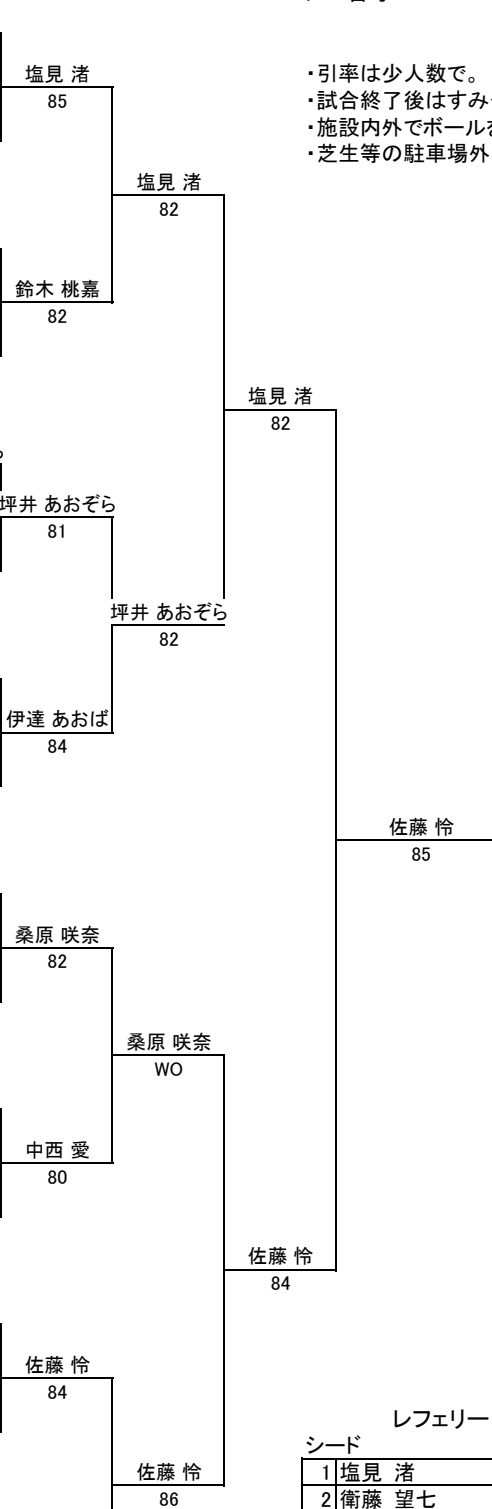 ・引率は少人数で。
・試合終了後はすみ
・施設内外でボール
・芝生等の駐車場外
塩見 渚
85
塩見 渚
82
鈴木 桃嘉
82
塩見 渚
82
坪井 あおぞら
81
坪井 あおぞら
82
伊達 あおば
84
佐藤 怜
85
桑原 咲奈
82
桑原 咲奈
WO
中西 愛
80
佐藤 怜
84
佐藤 怜
84
佐藤 怜
86
レフェリー
シード
1 塩見 渚
2 衛藤 望七